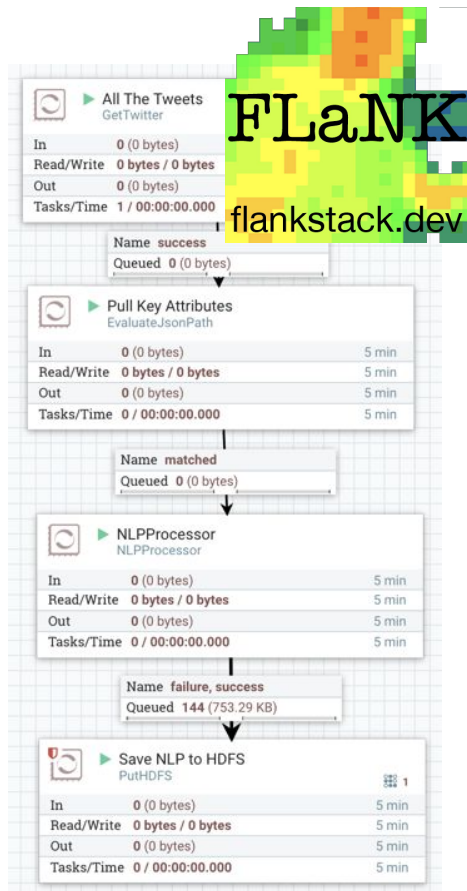 All The Tweets
GetTwitter
FLaNK
flankstack.dev
In 0 (0 bytes)
Read/Write 0 bytes / 0 bytes
Out 0 (0 bytes)
Tasks/Time 1 / 00:00:00.000
Name success
Queued 0 (0 bytes)
Pull Key Attributes
EvaluateJsonPath
In 0 (0 bytes) 5 min
Read/Write 0 bytes / 0 bytes 5 min
Out 0 (0 bytes) 5 min
Tasks/Time 0 / 00:00:00.000 5 min
Name matched
Queued 0 (0 bytes)
NLPProcessor
NLPProcessor
In 0 (0 bytes) 5 min
Read/Write 0 bytes / 0 bytes 5 min
Out 0 (0 bytes) 5 min
Tasks/Time 0 / 00:00:00.000 5 min
Name failure, success
Queued 144 (753.29 KB)
Save NLP to HDFS
PutHDFS
1
In 0 (0 bytes) 5 min
Read/Write 0 bytes / 0 bytes 5 min
Out 0 (0 bytes) 5 min
Tasks/Time 0 / 00:00:00.000 5 min